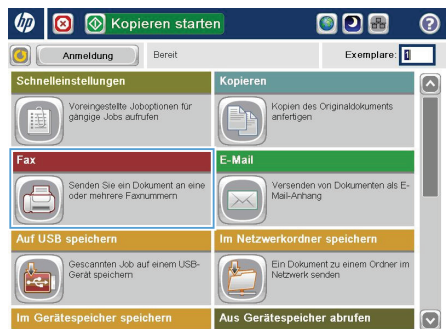 hp Kopieren starten
Anmeldung Bereit Exemplare: 1
Schnelleinstellungen
Voreingestellte Joboptionen für
gängige Jobs aufrufen
Kopieren
Kopien des Originaldokuments
anfertigen
Fax
Senden Sie ein Dokument an eine
oder mehrere Faxnummern
E-Mail
Versenden von Dokumenten als E-
Mail-Anhang
Auf USB speichern
Gescannten Job auf einem USB-
Gerät speichern
Im Netzwerkordner speichern
Ein Dokument zu einem Ordner im
Netzwerk senden
Im Gerätespeicher speichern
Aus Gerätespeicher abrufen